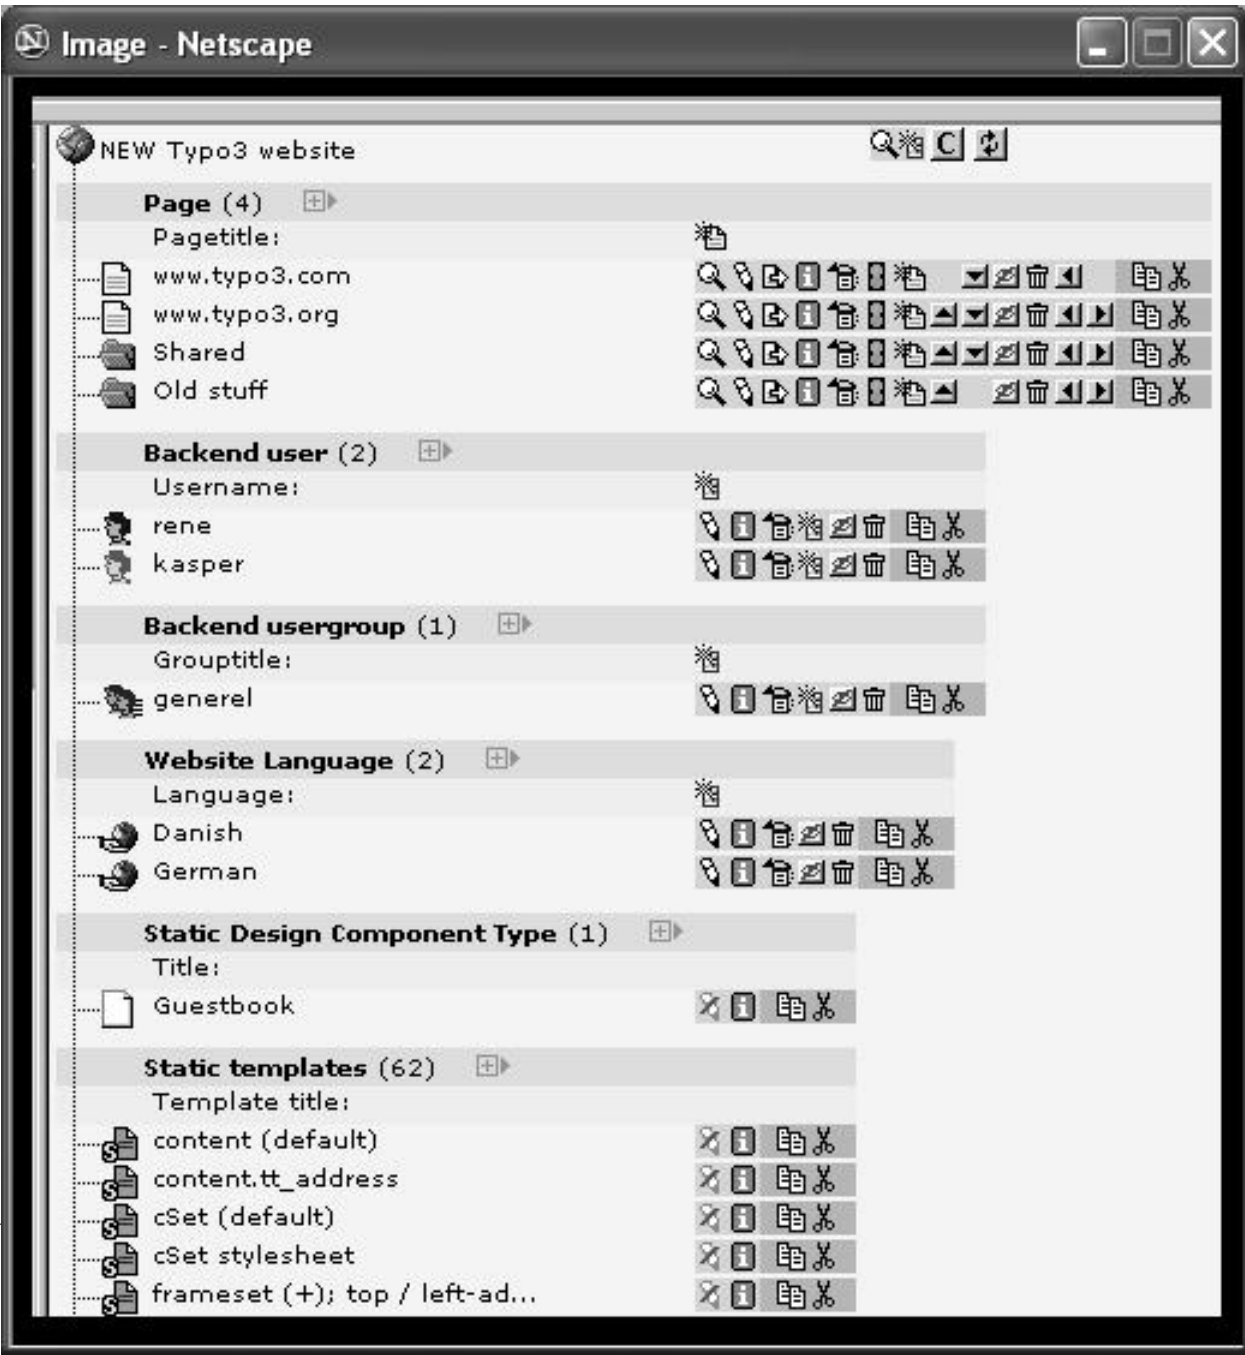 Image - Netscape
NEW Typo3 website C
Page (4)
Pagetitle:
www.typo3.com
www.typo3.org
Shared
Old stuff
Backend user (2)
Username:
rene
kasper
Backend usergroup (1)
Grouptitle:
generel
Website Language (2)
Language:
Danish
German
Static Design Component Type (1)
Title:
Guestbook
Static templates (62)
Template title:
content (default)
content.tt_address
cSet (default)
cSet stylesheet
frameset (+); top / left-ad...